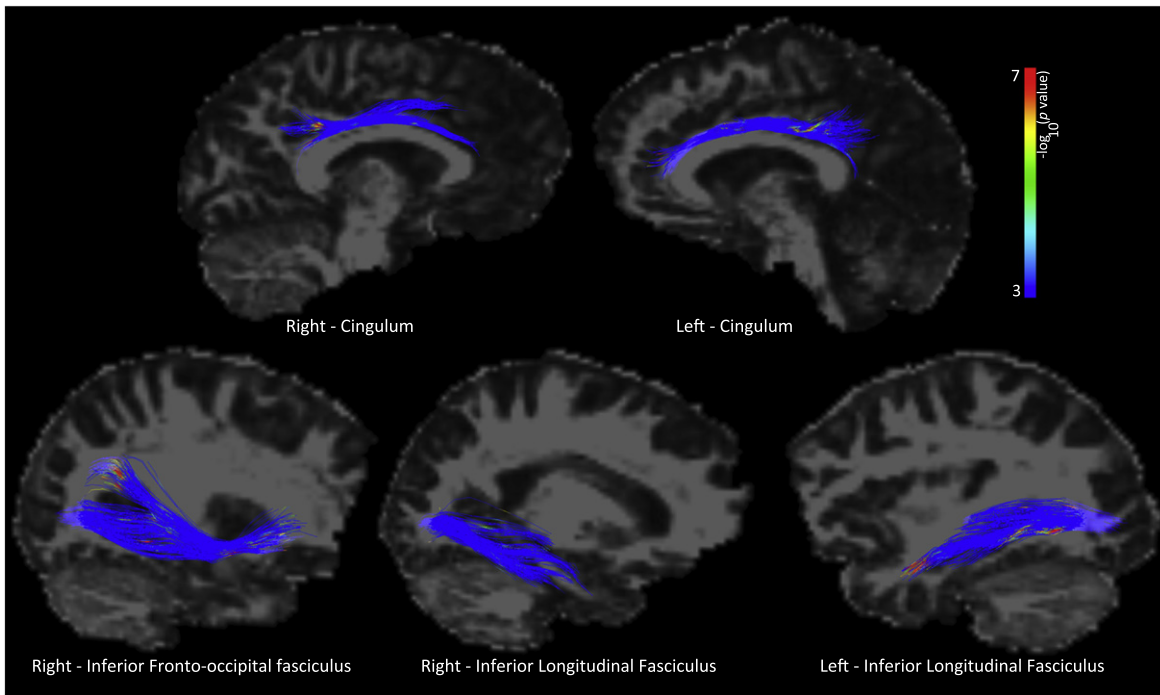 7
-log10(p value)
3
Right - Cingulum
Left - Cingulum
Right - Inferior Fronto-occipital fasciculus
Right - Inferior Longitudinal Fasciculus
Left - Inferior Longitudinal Fasciculus